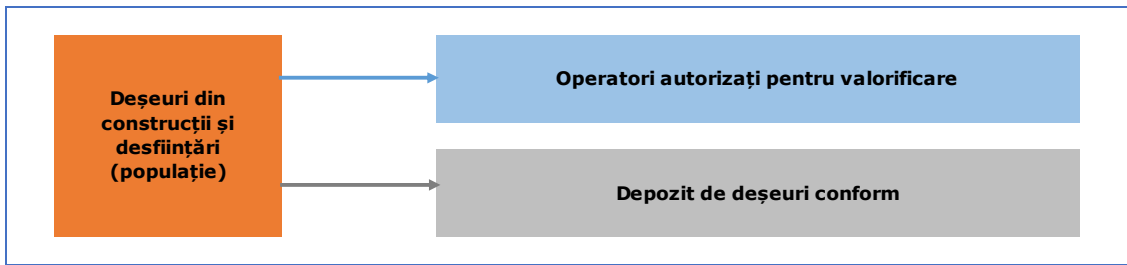 Deșeuri din
construcții și
desființări
(populație)
Operatori autorizați pentru valorificare
Depozit de deșeuri conform